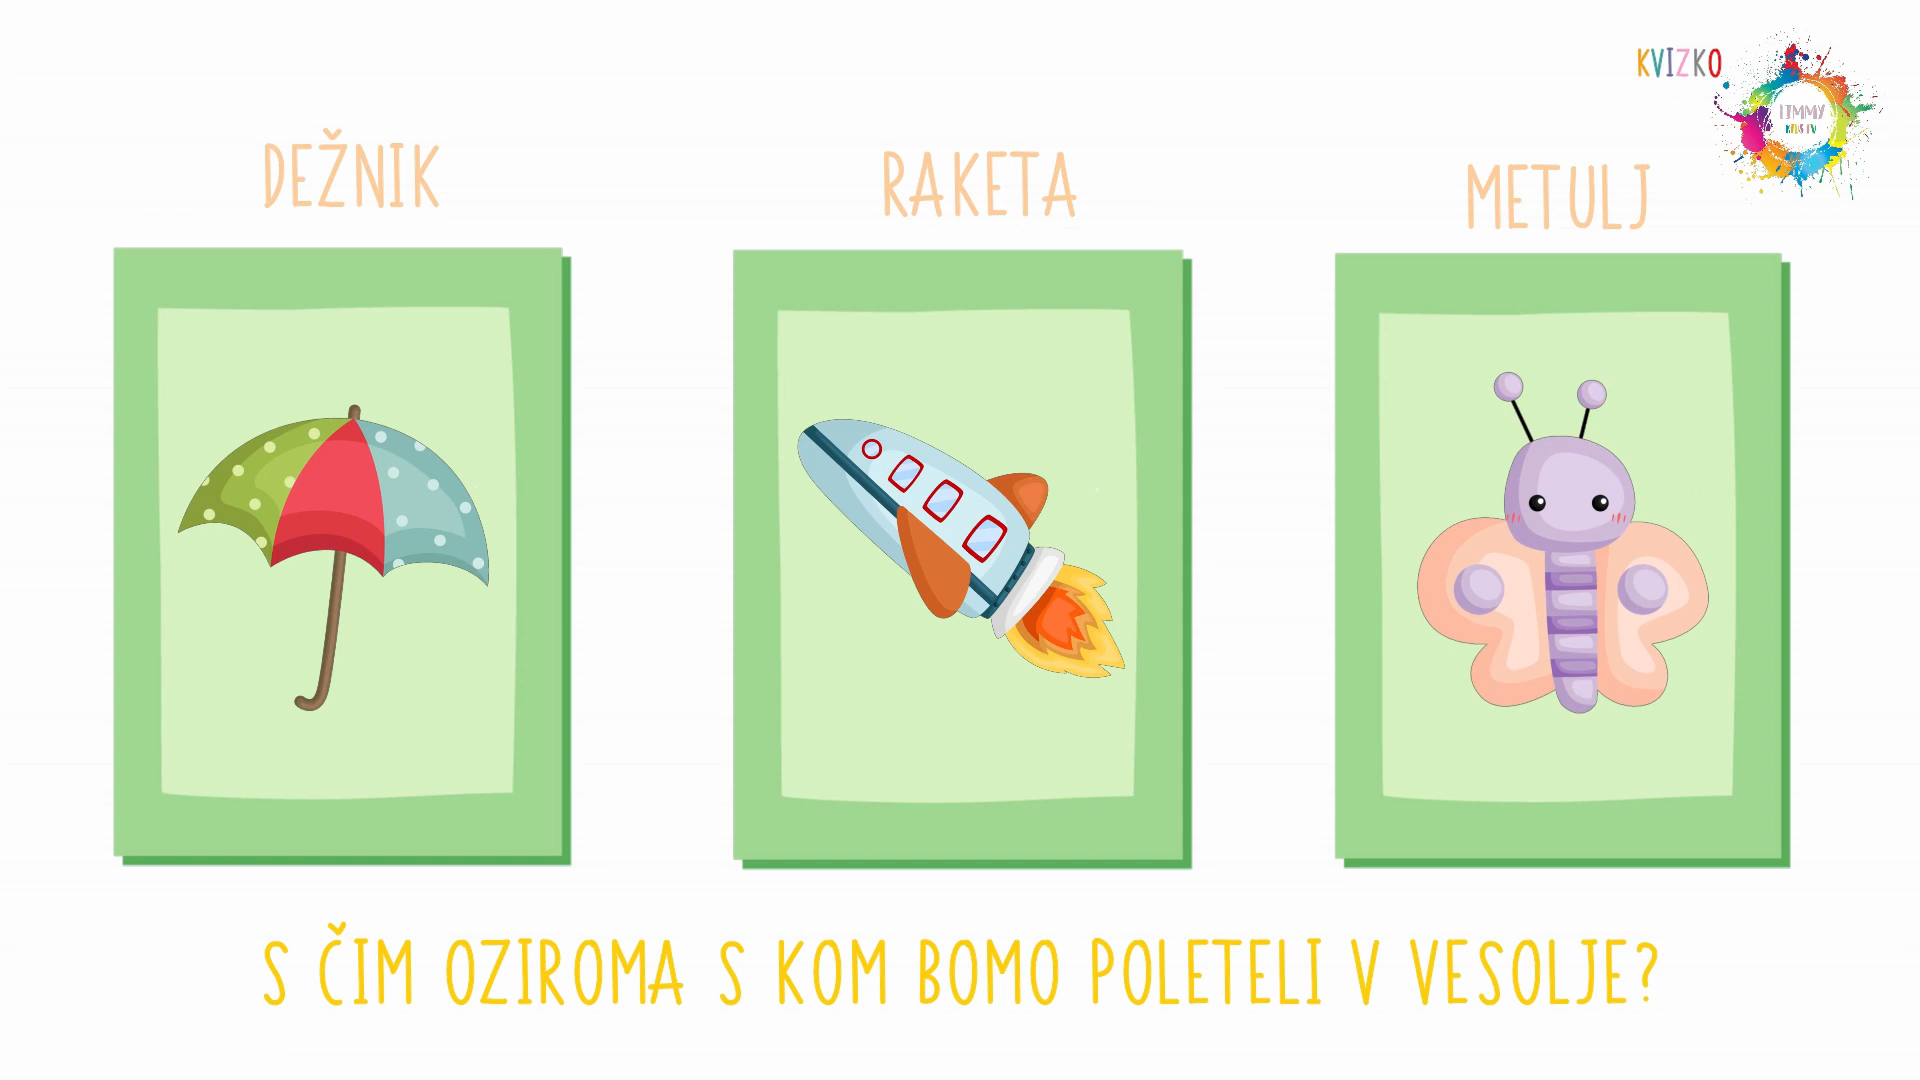 KVIZKO
DEŽNIK
RAKETA
METULJ
S ČIM OZIROMA S KOM BOMO POLETELI V VESOLJE?